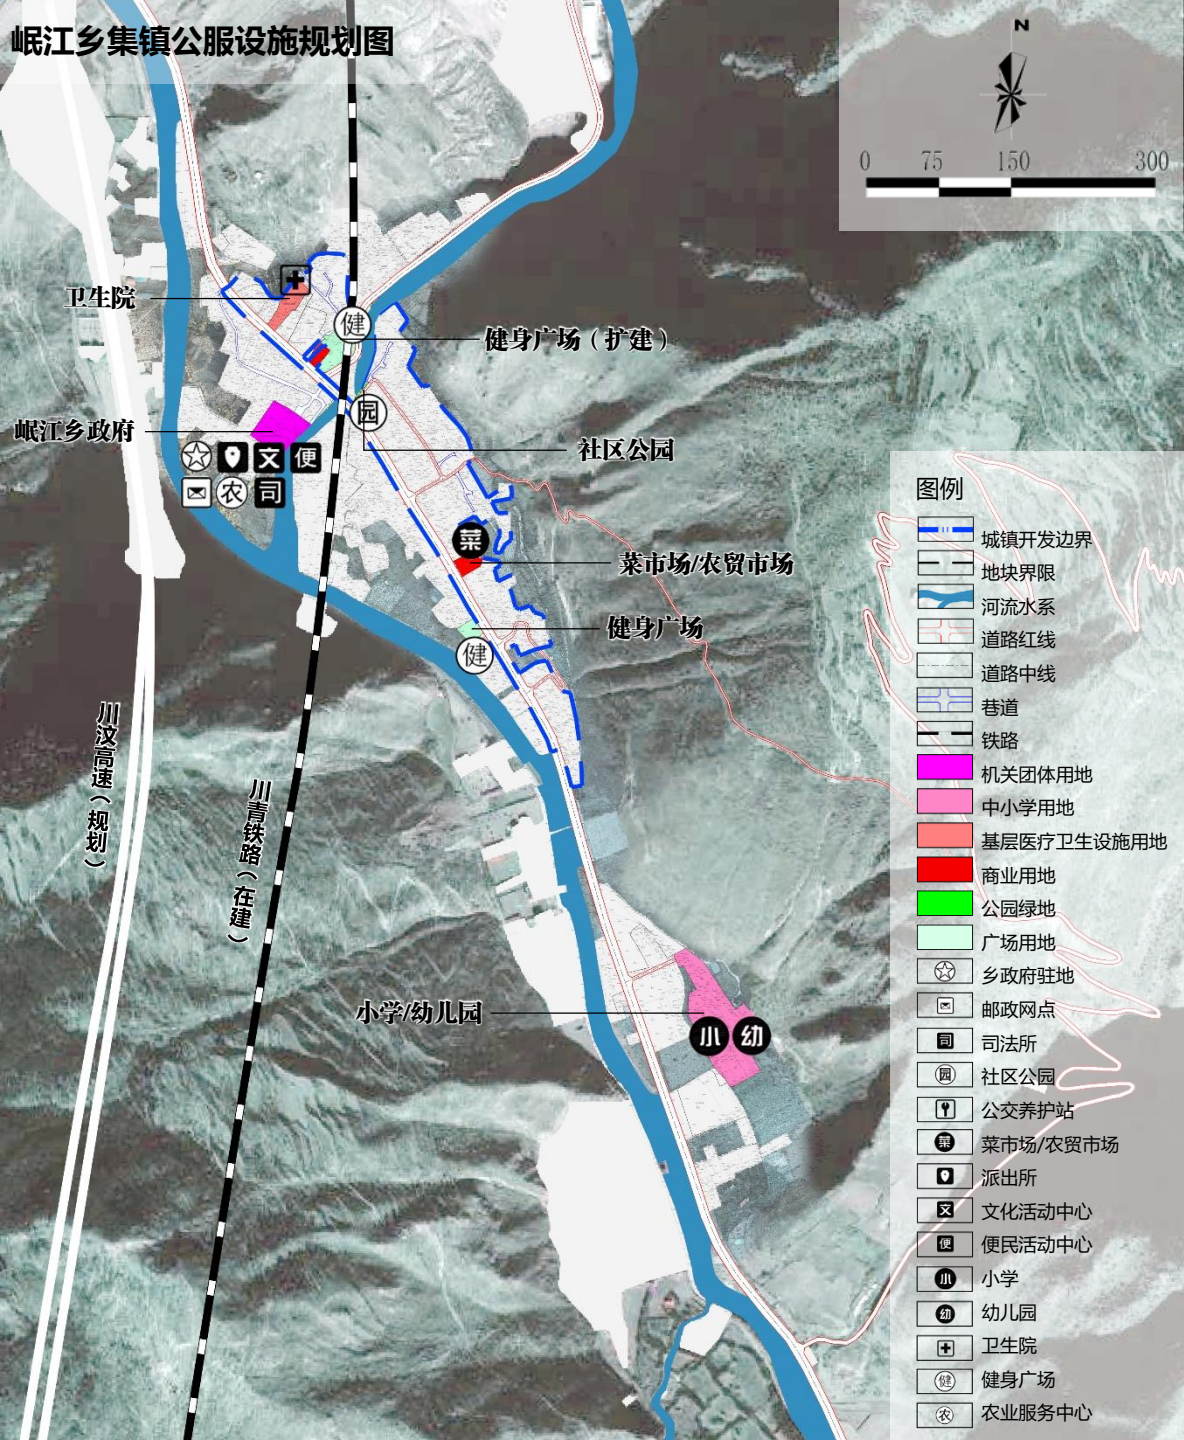 岷江乡集镇公服设施规划图
N
0 75 150 300
卫生院
健
健身广场（扩建）
园
岷江乡政府
社区公园
文 便
农 司
菜
菜市场/农贸市场
健身广场
健
川汶高速（规划）
川青铁路（在建）
小学/幼儿园
小 幼
图例
城镇开发边界
地块界限
河流水系
道路红线
道路中线
巷道
铁路
机关团体用地
中小学用地
基层医疗卫生设施用地
商业用地
公园绿地
广场用地
乡政府驻地
邮政网点
司 司法所
园 社区公园
公交养护站
菜 菜市场/农贸市场
派出所
文 文化活动中心
便 便民活动中心
小 小学
幼 幼儿园
卫生院
健 健身广场
农 农业服务中心